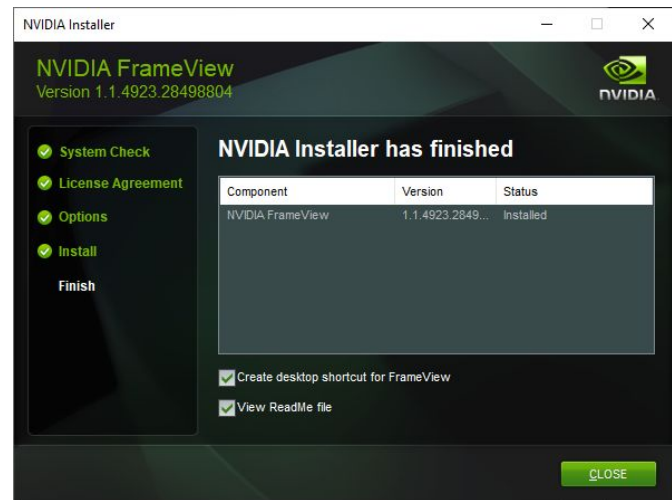 NVIDIA Installer
NVIDIA FrameView
Version 1.1.4923.28498804
NVIDIA.
System Check
License Agreement
Options
Install
Finish
NVIDIA Installer has finished
Component Version Status
NVIDIA FrameView 1.1.4923.2849... Installed
Create desktop shortcut for FrameView
View ReadMe file
CLOSE